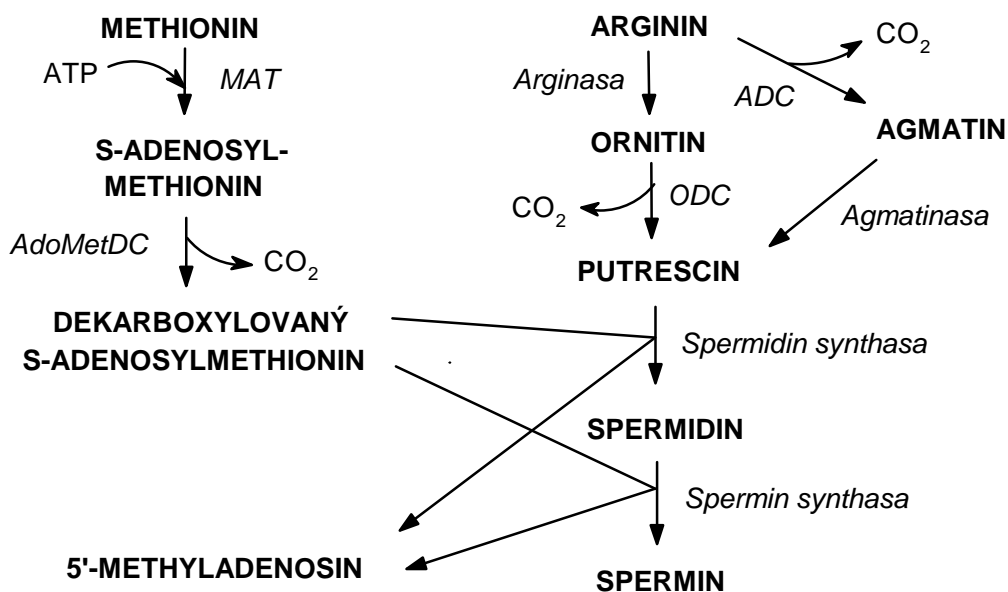 METHIONIN
ATP
MAT
S-ADENOSYL-
METHIONIN
AdoMetDC
CO2
DEKARBOXYLOVANÝ
S-ADENOSYLMETHIONIN
5'-METHYLADENOSIN
ARGININ
CO2
Arginasa
ADC
ORNITIN
AGMATIN
CO2
ODC
Agmatinasa
PUTRESCIN
Spermidin synthasa
SPERMIDIN
Spermin synthasa
SPERMIN